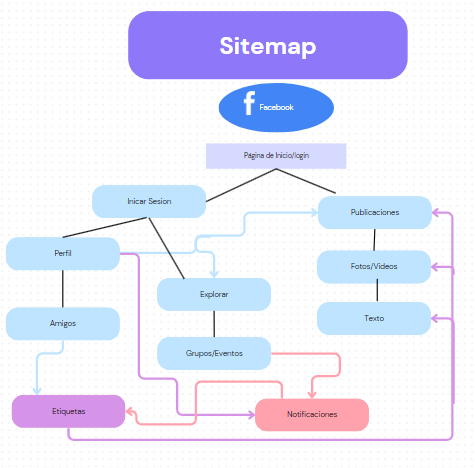 Sitemap
Facebook
Página de Inicio/login
Inicar Sesion
Publicaciones
Perfil
Fotos/Videos
Explorar
Amigos
Texto
Grupos/Eventos
Etiquetas
Notificaciones